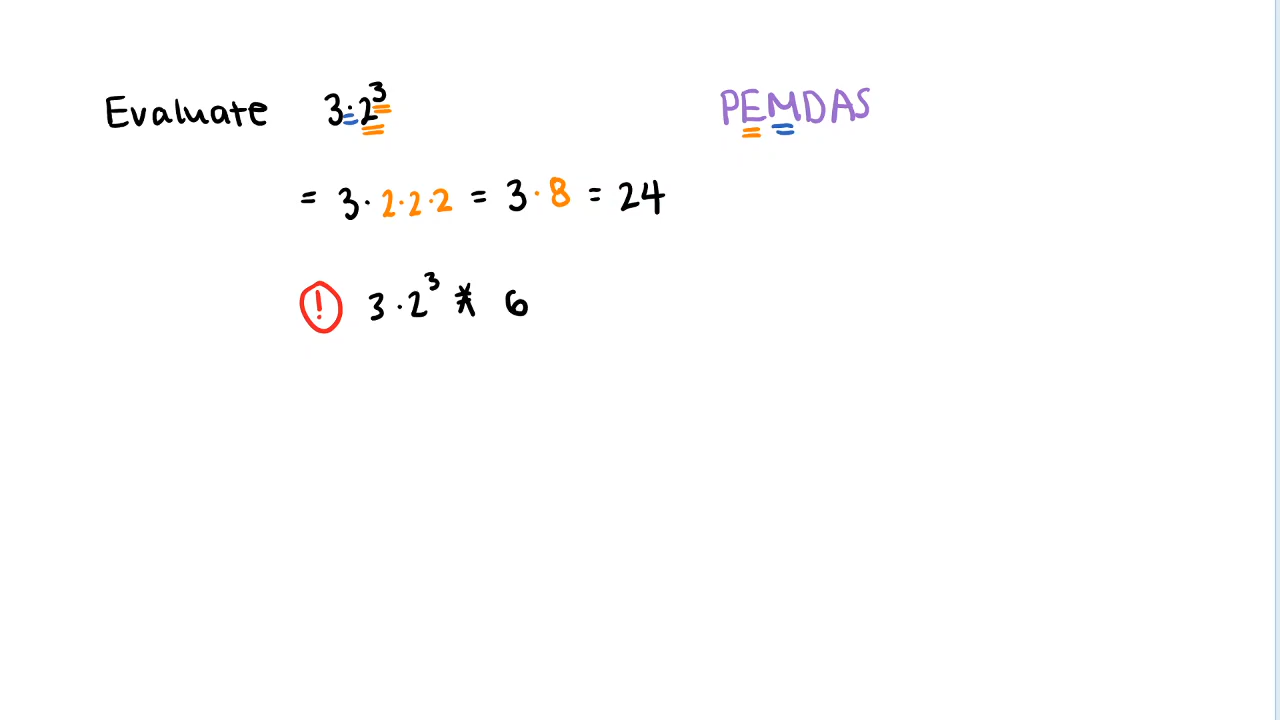 Evaluate 3·2³ PEMDAS
= 3·2·2·2 = 3·8 = 24
! 3·2³ ≠ 6